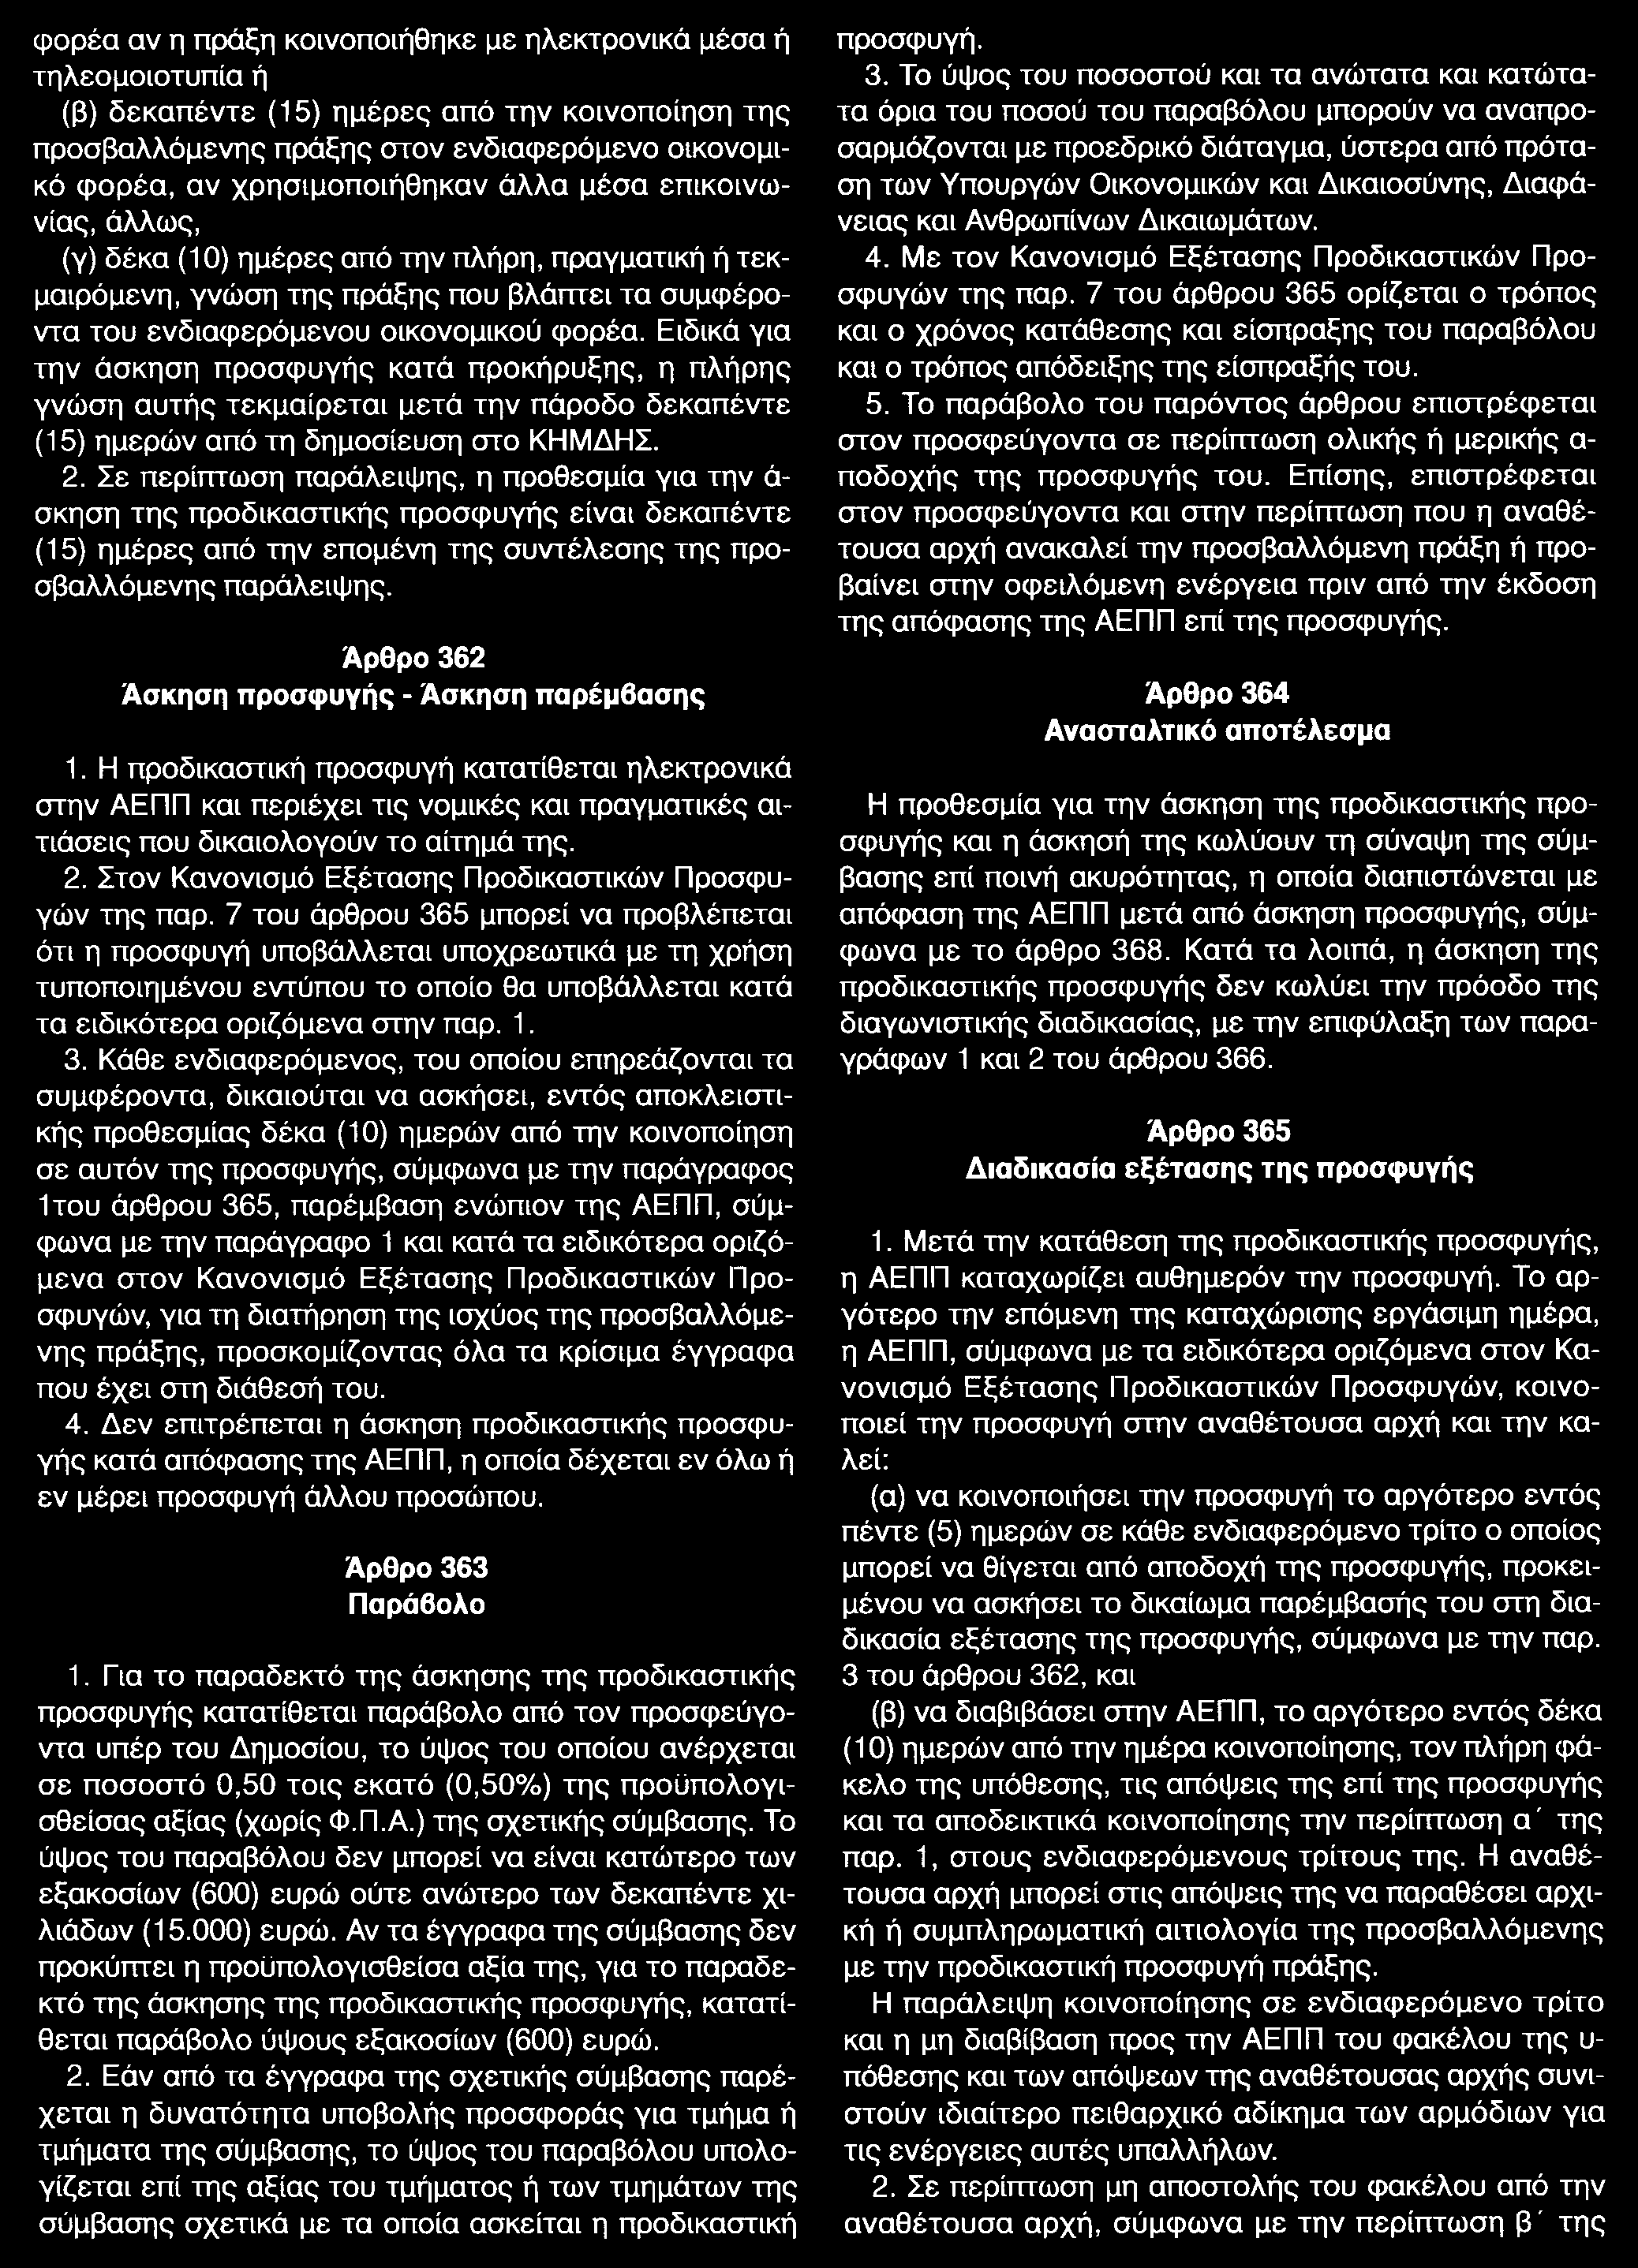 φορέα αν η πράξη κοινοποιήθηκε με ηλεκτρονικά μέσα ή
τηλεομοιοτυπία ή
(β) δεκαπέντε (15) ημέρες από την κοινοποίηση της
προσβαλλόμενης πράξης στον ενδιαφερόμενο οικονομι-
κό φορέα, αν χρησιμοποιήθηκαν άλλα μέσα επικοινω-
νίας, άλλως,
(γ) δέκα (10) ημέρες από την πλήρη, πραγματική ή τεκ-
μαιρόμενη, γνώση της πράξης που βλάπτει τα συμφέρο-
ντα του ενδιαφερόμενου οικονομικού φορέα. Ειδικά για
την άσκηση προσφυγής κατά προκήρυξης, η πλήρης
γνώση αυτής τεκμαίρεται μετά την πάροδο δεκαπέντε
(15) ημερών από τη δημοσίευση στο ΚΗΜΔΗΣ.
2. Σε περίπτωση παράλειψης, η προθεσμία για την ά-
σκηση της προδικαστικής προσφυγής είναι δεκαπέντε
(15) ημέρες από την επομένη της συντέλεσης της προ-
σβαλλόμενης παράλειψης.
Άρθρο 362
Άσκηση προσφυγής - Άσκηση παρέμβασης
1. Η προδικαστική προσφυγή κατατίθεται ηλεκτρονικά
στην ΑΕΠΠ και περιέχει τις νομικές και πραγματικές αι-
τιάσεις που δικαιολογούν το αίτημά της.
2. Στον Κανονισμό Εξέτασης Προδικαστικών Προσφυ-
γών της παρ. 7 του άρθρου 365 μπορεί να προβλέπεται
ότι η προσφυγή υποβάλλεται υποχρεωτικά με τη χρήση
τυποποιημένου εντύπου το οποίο θα υποβάλλεται κατά
τα ειδικότερα οριζόμενα στην παρ. 1.
3. Κάθε ενδιαφερόμενος, του οποίου επηρεάζονται τα
συμφέροντα, δικαιούται να ασκήσει, εντός αποκλειστι-
κής προθεσμίας δέκα (10) ημερών από την κοινοποίηση
σε αυτόν της προσφυγής, σύμφωνα με την παράγραφος
1του άρθρου 365, παρέμβαση ενώπιον της ΑΕΠΠ, σύμ-
φωνα με την παράγραφο 1 και κατά τα ειδικότερα οριζό-
μενα στον Κανονισμό Εξέτασης Προδικαστικών Προ-
σφυγών, για τη διατήρηση της ισχύος της προσβαλλόμε-
νης πράξης, προσκομίζοντας όλα τα κρίσιμα έγγραφα
που έχει στη διάθεσή του.
4. Δεν επιτρέπεται η άσκηση προδικαστικής προσφυ-
γής κατά απόφασης της ΑΕΠΠ, η οποία δέχεται εν όλω ή
εν μέρει προσφυγή άλλου προσώπου.
Άρθρο 363
Παράβολο
1. Για το παραδεκτό της άσκησης της προδικαστικής
προσφυγής κατατίθεται παράβολο από τον προσφεύγο-
ντα υπέρ του Δημοσίου, το ύψος του οποίου ανέρχεται
σε ποσοστό 0,50 τοις εκατό (0,50%) της προϋπολογι-
σθείσας αξίας (χωρίς Φ.Π.Α.) της σχετικής σύμβασης. Το
ύψος του παραβόλου δεν μπορεί να είναι κατώτερο των
εξακοσίων (600) ευρώ ούτε ανώτερο των δεκαπέντε χι-
λιάδων (15.000) ευρώ. Αν τα έγγραφα της σύμβασης δεν
προκύπτει η προϋπολογισθείσα αξία της, για το παραδε-
κτό της άσκησης της προδικαστικής προσφυγής, κατατί-
θεται παράβολο ύψους εξακοσίων (600) ευρώ.
2. Εάν από τα έγγραφα της σχετικής σύμβασης παρέ-
χεται η δυνατότητα υποβολής προσφοράς για τμήμα ή
τμήματα της σύμβασης, το ύψος του παραβόλου υπολο-
γίζεται επί της αξίας του τμήματος ή των τμημάτων της
σύμβασης σχετικά με τα οποία ασκείται η προδικαστική
προσφυγή.
3. Το ύψος του ποσοστού και τα ανώτατα και κατώτα-
τα όρια του ποσού του παραβόλου μπορούν να αναπρο-
σαρμόζονται με προεδρικό διάταγμα, ύστερα από πρότα-
ση των Υπουργών Οικονομικών και Δικαιοσύνης, Διαφά-
νειας και Ανθρωπίνων Δικαιωμάτων.
4. Με τον Κανονισμό Εξέτασης Προδικαστικών Προ-
σφυγών της παρ. 7 του άρθρου 365 ορίζεται ο τρόπος
και ο χρόνος κατάθεσης και είσπραξης του παραβόλου
και ο τρόπος απόδειξης της είσπραξής του.
5. Το παράβολο του παρόντος άρθρου επιστρέφεται
στον προσφεύγοντα σε περίπτωση ολικής ή μερικής α-
ποδοχής της προσφυγής του. Επίσης, επιστρέφεται
στον προσφεύγοντα και στην περίπτωση που η αναθέ-
τουσα αρχή ανακαλεί την προσβαλλόμενη πράξη ή προ-
βαίνει στην οφειλόμενη ενέργεια πριν από την έκδοση
της απόφασης της ΑΕΠΠ επί της προσφυγής.
Άρθρο 364
Ανασταλτικό αποτέλεσμα
Η προθεσμία για την άσκηση της προδικαστικής προ-
σφυγής και η άσκησή της κωλύουν τη σύναψη της σύμ-
βασης επί ποινή ακυρότητας, η οποία διαπιστώνεται με
απόφαση της ΑΕΠΠ μετά από άσκηση προσφυγής, σύμ-
φωνα με το άρθρο 368. Κατά τα λοιπά, η άσκηση της
προδικαστικής προσφυγής δεν κωλύει την πρόοδο της
διαγωνιστικής διαδικασίας, με την επιφύλαξη των παρα-
γράφων 1 και 2 του άρθρου 366.
Άρθρο 365
Διαδικασία εξέτασης της προσφυγής
1. Μετά την κατάθεση της προδικαστικής προσφυγής,
η ΑΕΠΠ καταχωρίζει αυθημερόν την προσφυγή. Το αρ-
γότερο την επόμενη της καταχώρισης εργάσιμη ημέρα,
η ΑΕΠΠ, σύμφωνα με τα ειδικότερα οριζόμενα στον Κα-
νονισμό Εξέτασης Προδικαστικών Προσφυγών, κοινο-
ποιεί την προσφυγή στην αναθέτουσα αρχή και την κα-
λεί:
(α) να κοινοποιήσει την προσφυγή το αργότερο εντός
πέντε (5) ημερών σε κάθε ενδιαφερόμενο τρίτο ο οποίος
μπορεί να θίγεται από αποδοχή της προσφυγής, προκει-
μένου να ασκήσει το δικαίωμα παρέμβασής του στη δια-
δικασία εξέτασης της προσφυγής, σύμφωνα με την παρ.
3 του άρθρου 362, και
(β) να διαβιβάσει στην ΑΕΠΠ, το αργότερο εντός δέκα
(10) ημερών από την ημέρα κοινοποίησης, τον πλήρη φά-
κελο της υπόθεσης, τις απόψεις της επί της προσφυγής
και τα αποδεικτικά κοινοποίησης την περίπτωση α΄ της
παρ. 1, στους ενδιαφερόμενους τρίτους της. Η αναθέ-
τουσα αρχή μπορεί στις απόψεις της να παραθέσει αρχι-
κή ή συμπληρωματική αιτιολογία της προσβαλλόμενης
με την προδικαστική προσφυγή πράξης.
Η παράλειψη κοινοποίησης σε ενδιαφερόμενο τρίτο
και η μη διαβίβαση προς την ΑΕΠΠ του φακέλου της υ-
πόθεσης και των απόψεων της αναθέτουσας αρχής συνι-
στούν ιδιαίτερο πειθαρχικό αδίκημα των αρμόδιων για
τις ενέργειες αυτές υπαλλήλων.
2. Σε περίπτωση μη αποστολής του φακέλου από την
αναθέτουσα αρχή, σύμφωνα με την περίπτωση β΄ της